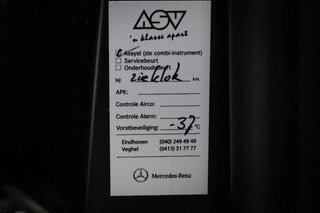 ASV
'n klasse apart
Assyst (zie combi-instrument)
Servicebeurt
Onderhoudsbeurt
bij: zie klok km.
APK:
Controle Airco:
Controle Alarm:
Vorstbeveiliging: -37 °C
Eindhoven (040) 249 49 49
Veghel (0413) 31 77 77
Mercedes-Benz